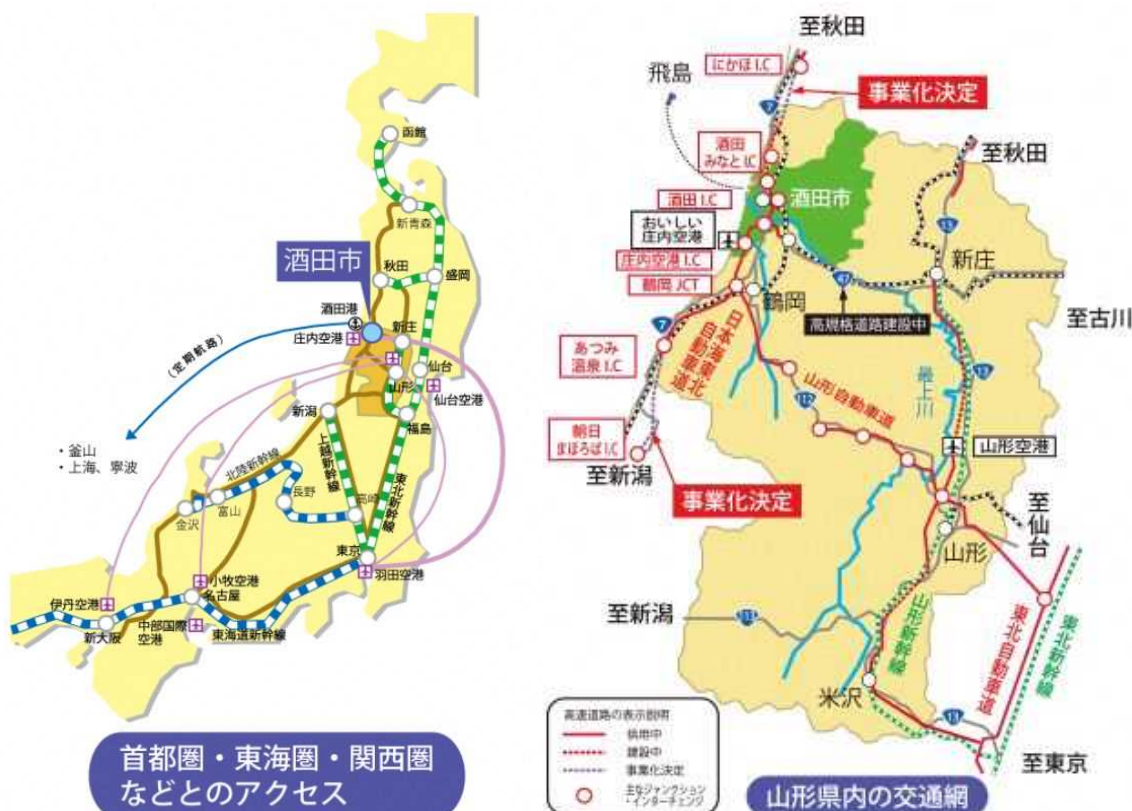 函館
新青森
酒田市
秋田
盛岡
酒田港
庄内空港
新庄
(定期航路)
仙台
山形
仙台空港
新潟
福島
・釜山
・上海、寧波
北陸新幹線
上越新幹線
東北新幹線
長野
高崎
金沢
富山
東京
羽田空港
小牧空港
名古屋
伊丹空港
新大阪
中部国際
空港
東海道新幹線
首都圏・東海圏・関西圏
などとのアクセス
至秋田
にかほI.C
飛島
事業化決定
7
酒田
みなとI.C
至秋田
酒田I.C
酒田市
おいしい
庄内空港
13
庄内空港I.C
新庄
47
鶴岡JCT
鶴岡
高規格道路建設中
至古川
7
日本海東北
自動車道
あつみ
温泉I.C
13
山形自動車道
最上川
112
朝日
まほろばI.C
山形空港
至新潟
事業化決定
至仙台
山形
至新潟
113
山形新幹線
東北自動車道
東北新幹線
米沢
13
至東京
高速道路の表示説明
供用中
建設中
事業化決定
主なジャンクション
・インターチェンジ
山形県内の交通網